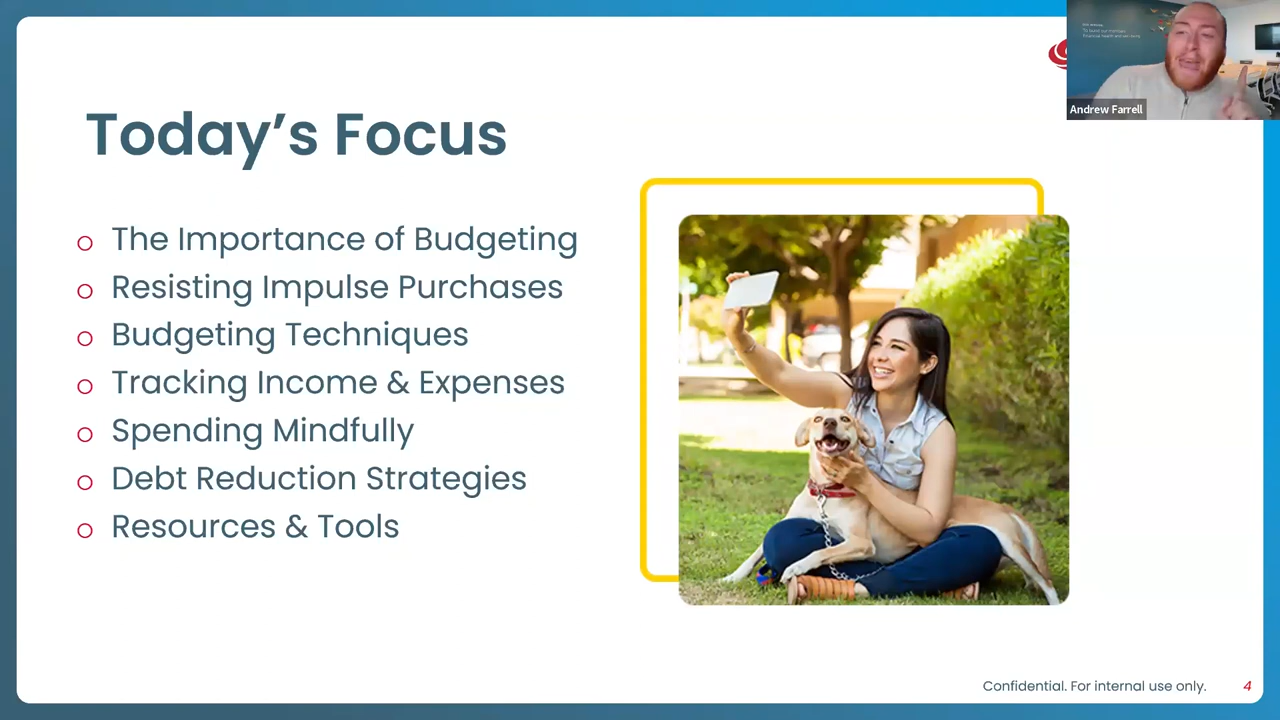 Today's Focus
o The Importance of Budgeting
o Resisting Impulse Purchases
o Budgeting Techniques
o Tracking Income & Expenses
o Spending Mindfully
o Debt Reduction Strategies
o Resources & Tools
Andrew Farrell
Confidential. For internal use only. 4